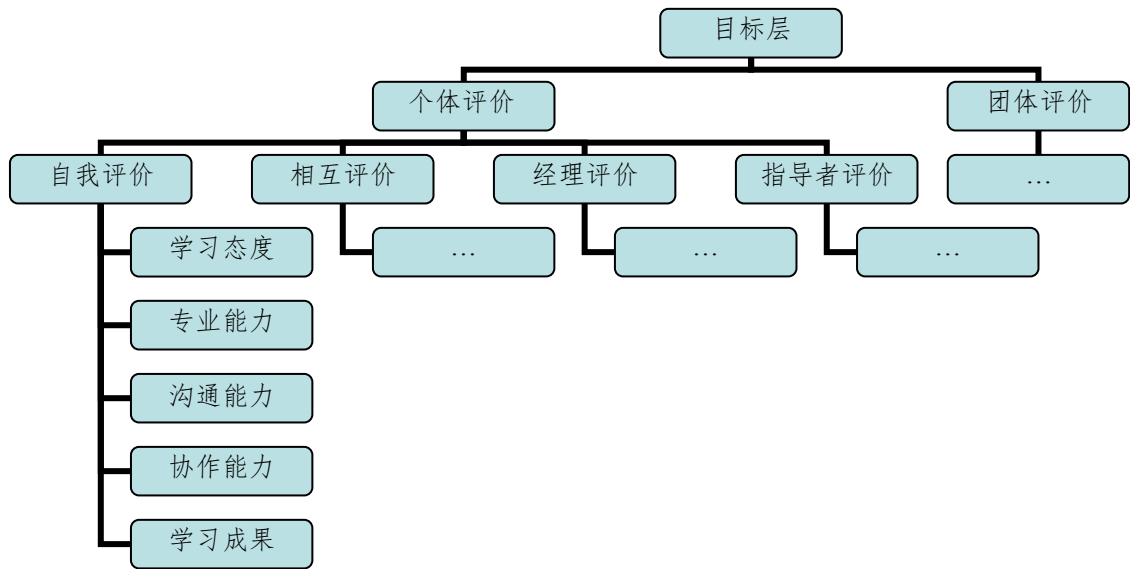 目标层
个体评价
团体评价
自我评价
相互评价
经理评价
指导者评价
…
学习态度
…
…
…
专业能力
沟通能力
协作能力
学习成果